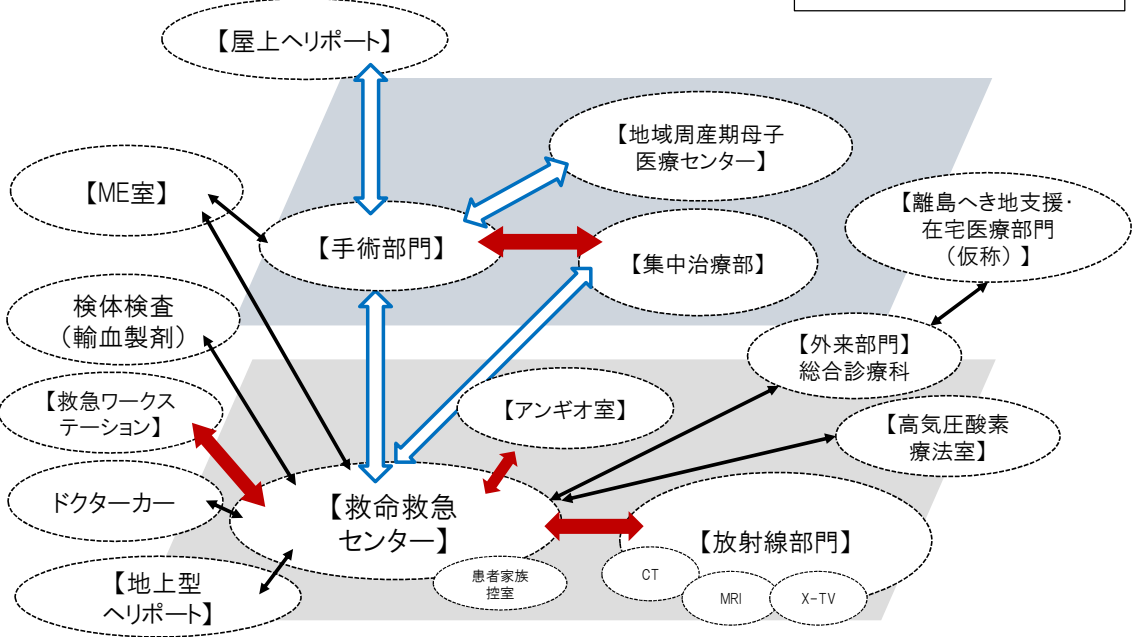 【屋上ヘリポート】
【地域周産期母子
医療センター】
【ME室】
【離島へき地支援・
在宅医療部門
（仮称）】
【手術部門】
【集中治療部】
検体検査
（輸血製剤）
【外来部門】
総合診療科
【救急ワークス
テーション】
【アンギオ室】
【高気圧酸素
療法室】
ドクターカー
【救命救急
センター】
【放射線部門】
患者家族
控室
CT
MRI
X-TV
【地上型
ヘリポート】